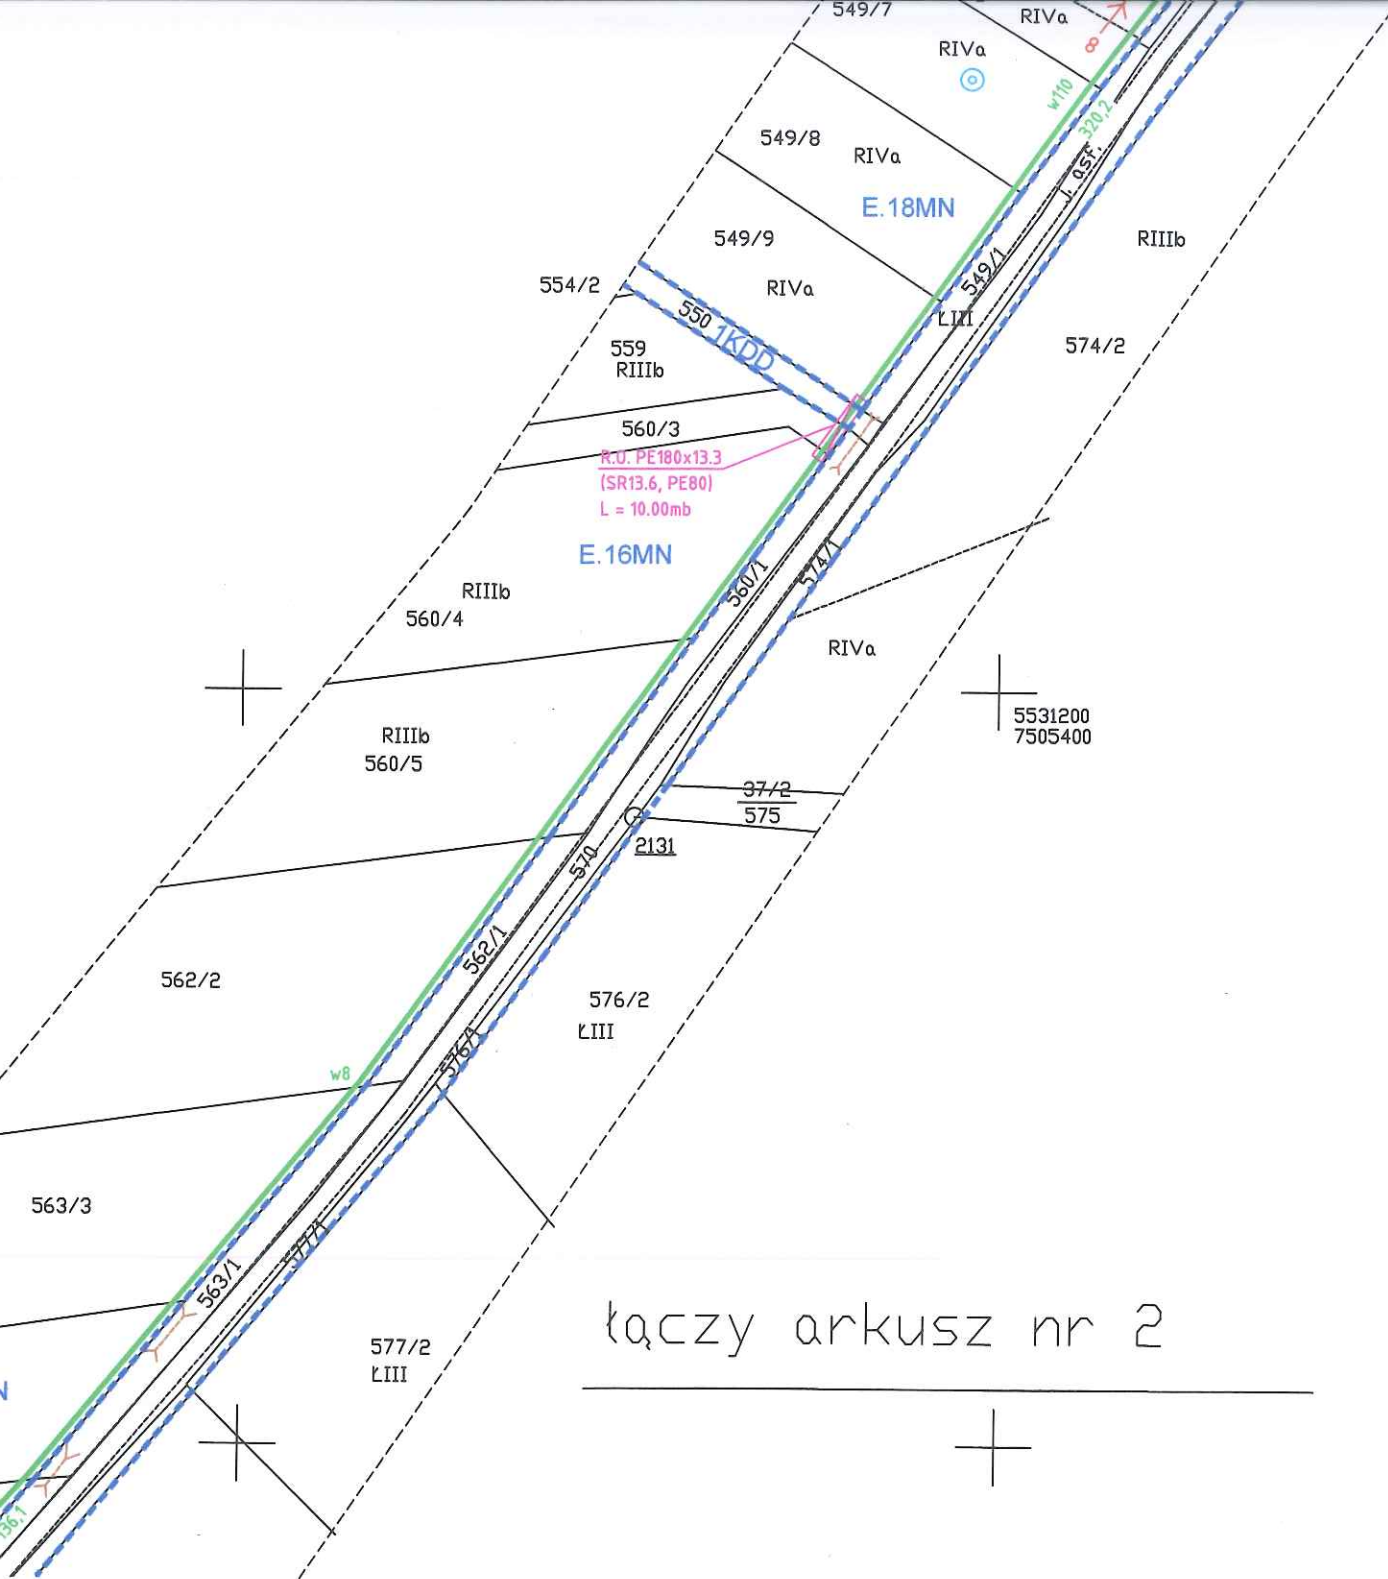 549/7
RIVa
RIVa
w110
320,2
549/8
RIVa
j. asf.
E.18MN
549/9
RIIIb
RIVa
549/1
554/2
550
1KDD
ŁIII
574/2
559
RIIIb
560/3
R.O. PE180x13.3
(SR13.6, PE80)
L = 10.00mb
E.16MN
574/1
560/1
RIIIb
560/4
RIVa
5531200
7505400
RIIIb
560/5
37/2
575
2131
570
562/1
562/2
576/2
ŁIII
576/1
w8
563/3
577/1
563/1
łączy arkusz nr 2
577/2
ŁIII
N